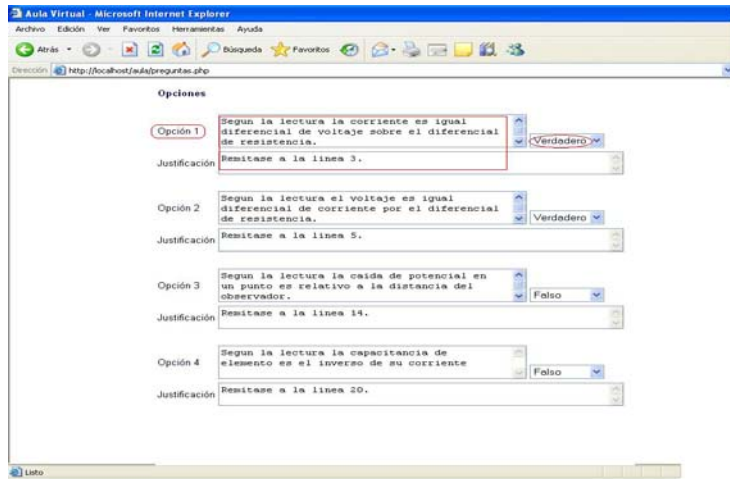 Aula Virtual - Microsoft Internet Explorer
Archivo Edición Ver Favoritos Herramientas Ayuda
Atrás Búsqueda Favoritos
Dirección http://localhost/aula/preguntas.php
Opciones
Opción 1
Segun la lectura la corriente es igual
diferencial de voltaje sobre el diferencial
de resistencia.
Verdadero
Justificación Remitase a la linea 3.
Opción 2
Segun la lectura el voltaje es igual
diferencial de corriente por el diferencial
de resistencia.
Verdadero
Justificación Remitase a la linea 5.
Opción 3
Segun la lectura la caida de potencial en
un punto es relativo a la distancia del
observador.
Falso
Justificación Remitase a la linea 14.
Opción 4
Segun la lectura la capacitancia de
elemento es el inverso de su corriente
Falso
Justificación Remitase a la linea 20.
Listo